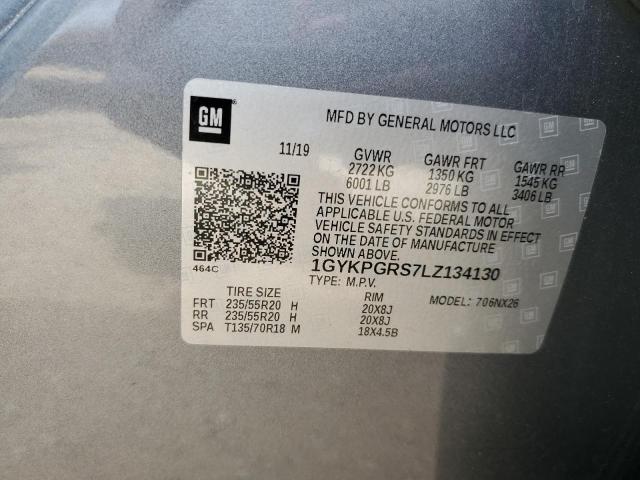 GM
MFD BY GENERAL MOTORS LLC
11/19 GVWR GAWR FRT GAWR RR
2722 KG 1350 KG 1545 KG
6001 LB 2976 LB 3406 LB
THIS VEHICLE CONFORMS TO ALL
APPLICABLE U.S. FEDERAL MOTOR
VEHICLE SAFETY STANDARDS IN EFFECT
ON THE DATE OF MANUFACTURE
SHOWN ABOVE.
464C
1GYKPGRS7LZ134130
TYPE: M.P.V. MODEL: 706NX26
TIRE SIZE RIM
FRT 235/55R20 H 20X8J
RR 235/55R20 H 20X8J
SPA T135/70R18 M 18X4.5B